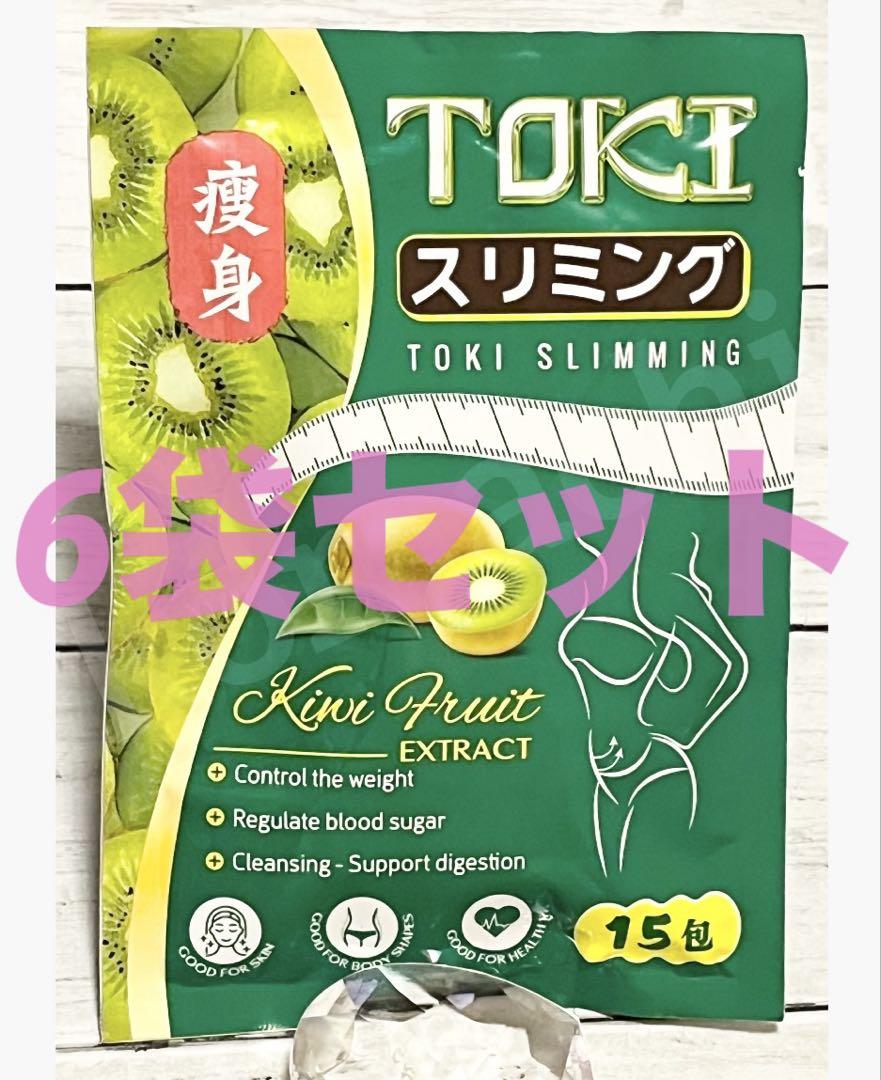 TOKI
スリミング
TOKI SLIMMING
痩身
6袋セット
Kiwi Fruit
EXTRACT
Control the weight
Regulate blood sugar
Cleansing - Support digestion
GOOD FOR SKIN
GOOD FOR BODY SHAPES
GOOD FOR HEALTHY
15包